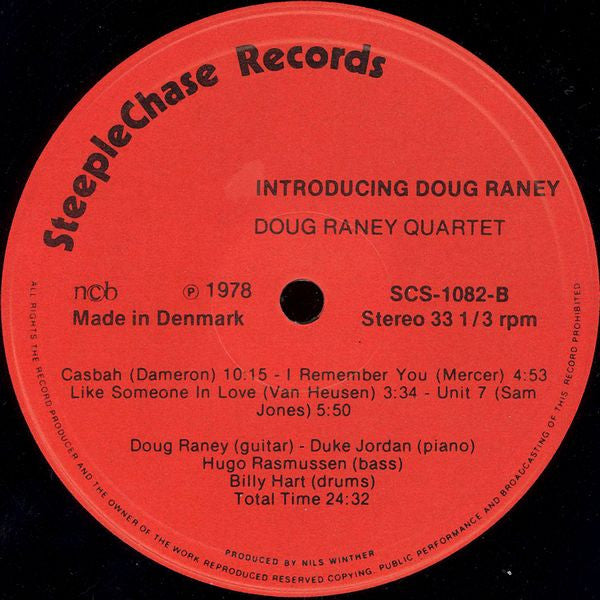 SteepleChase Records
INTRODUCING DOUG RANEY
DOUG RANEY QUARTET
ncb
℗ 1978
SCS-1082-B
Made in Denmark
Stereo 33 1/3 rpm
Casbah (Dameron) 10:15 - I Remember You (Mercer) 4:53
Like Someone In Love (Van Heusen) 3:34 - Unit 7 (Sam
Jones) 5:50
Doug Raney (guitar) - Duke Jordan (piano)
Hugo Rasmussen (bass)
Billy Hart (drums)
Total Time 24:32
PRODUCED BY NILS WINTHER
ALL RIGHTS THE RECORD PRODUCER AND THE OWNER OF THE WORK REPRODUCED RESERVED COPYING. PUBLIC PERFORMANCE AND BROADCASTING OF THIS RECORD PROHIBITED